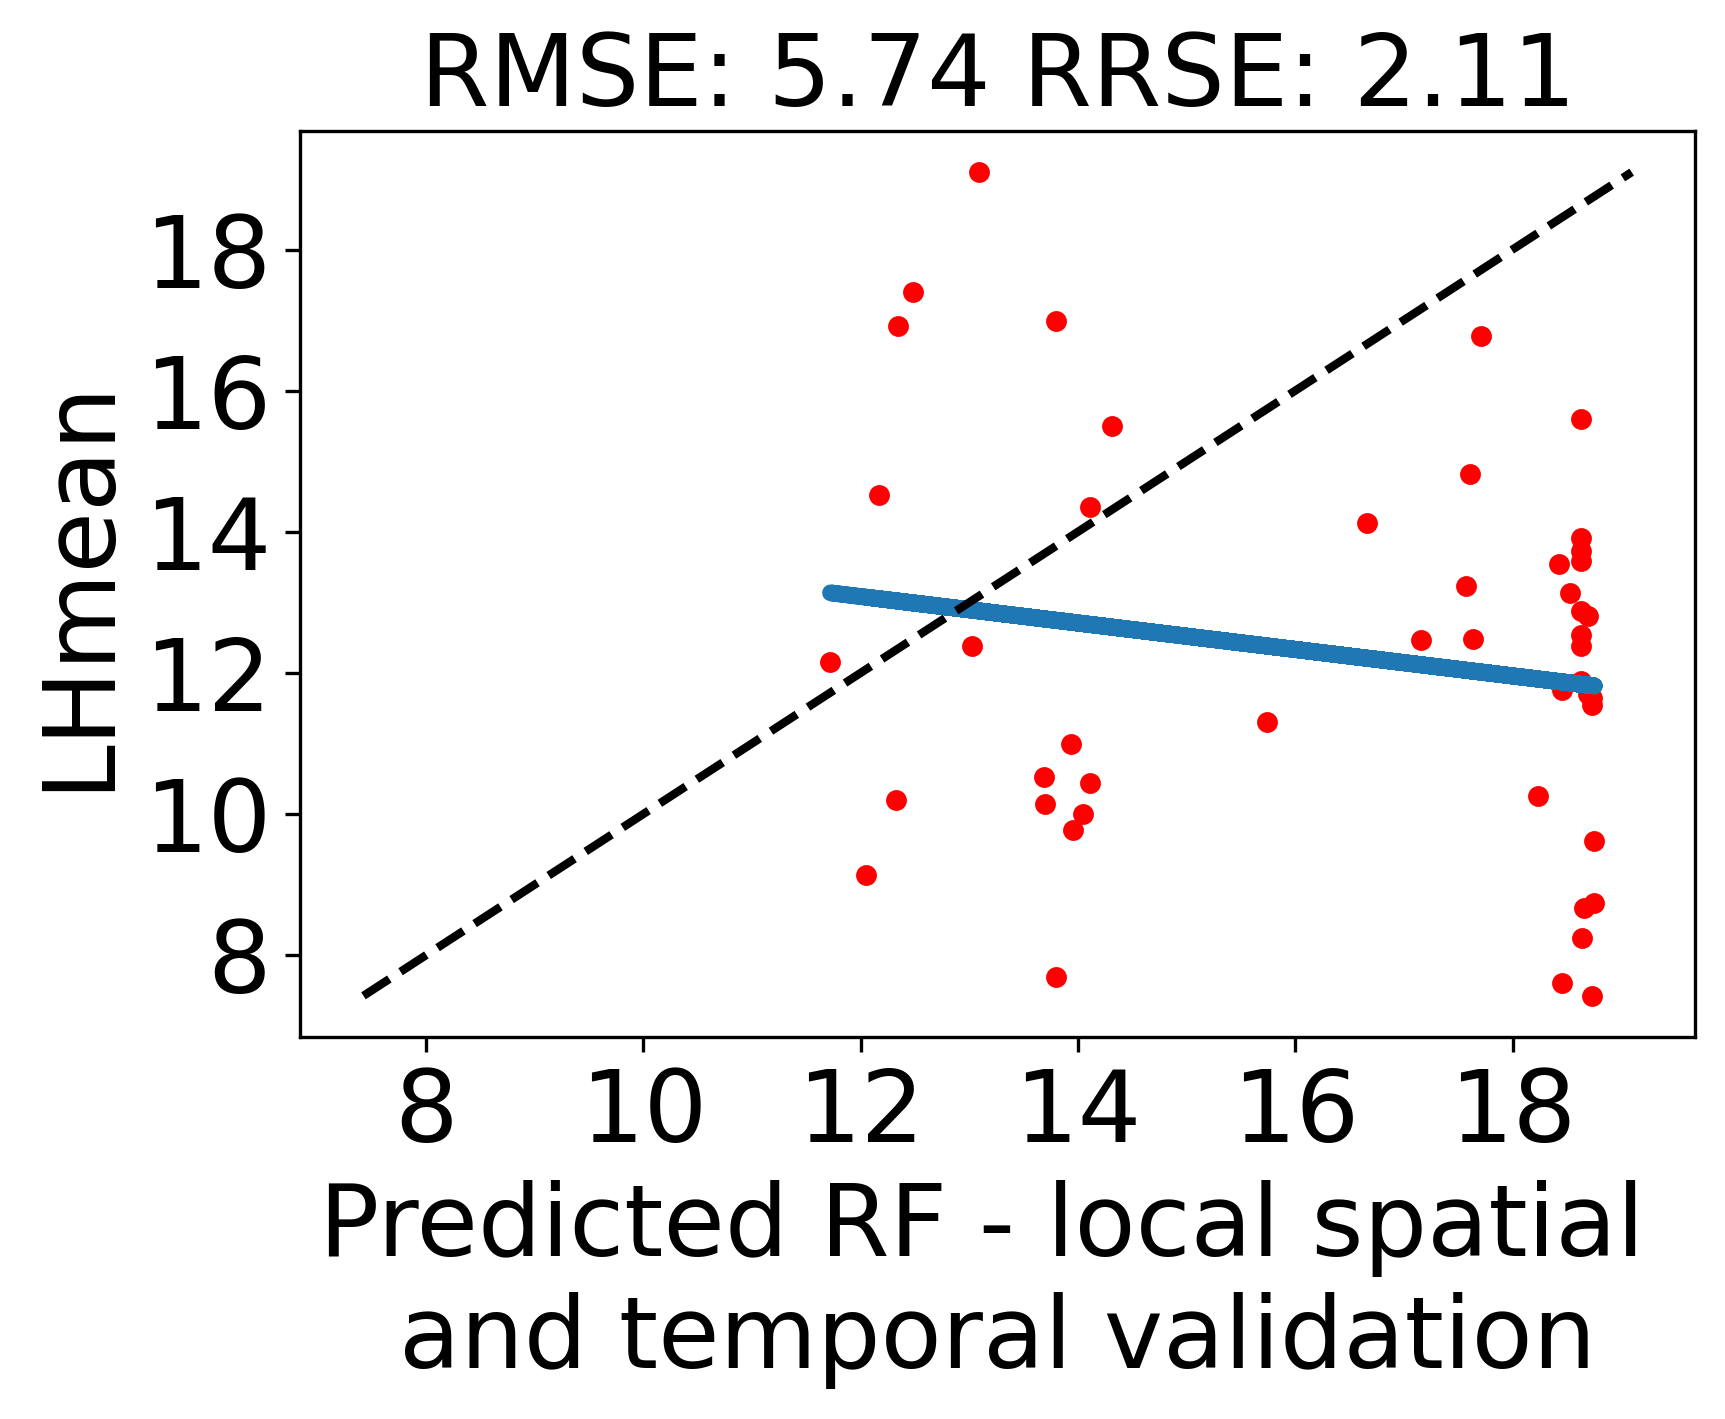 RMSE: 5.74 RRSE: 2.11
LHmean
18
16
14
12
10
8
8 10 12 14 16 18
Predicted RF - local spatial
and temporal validation